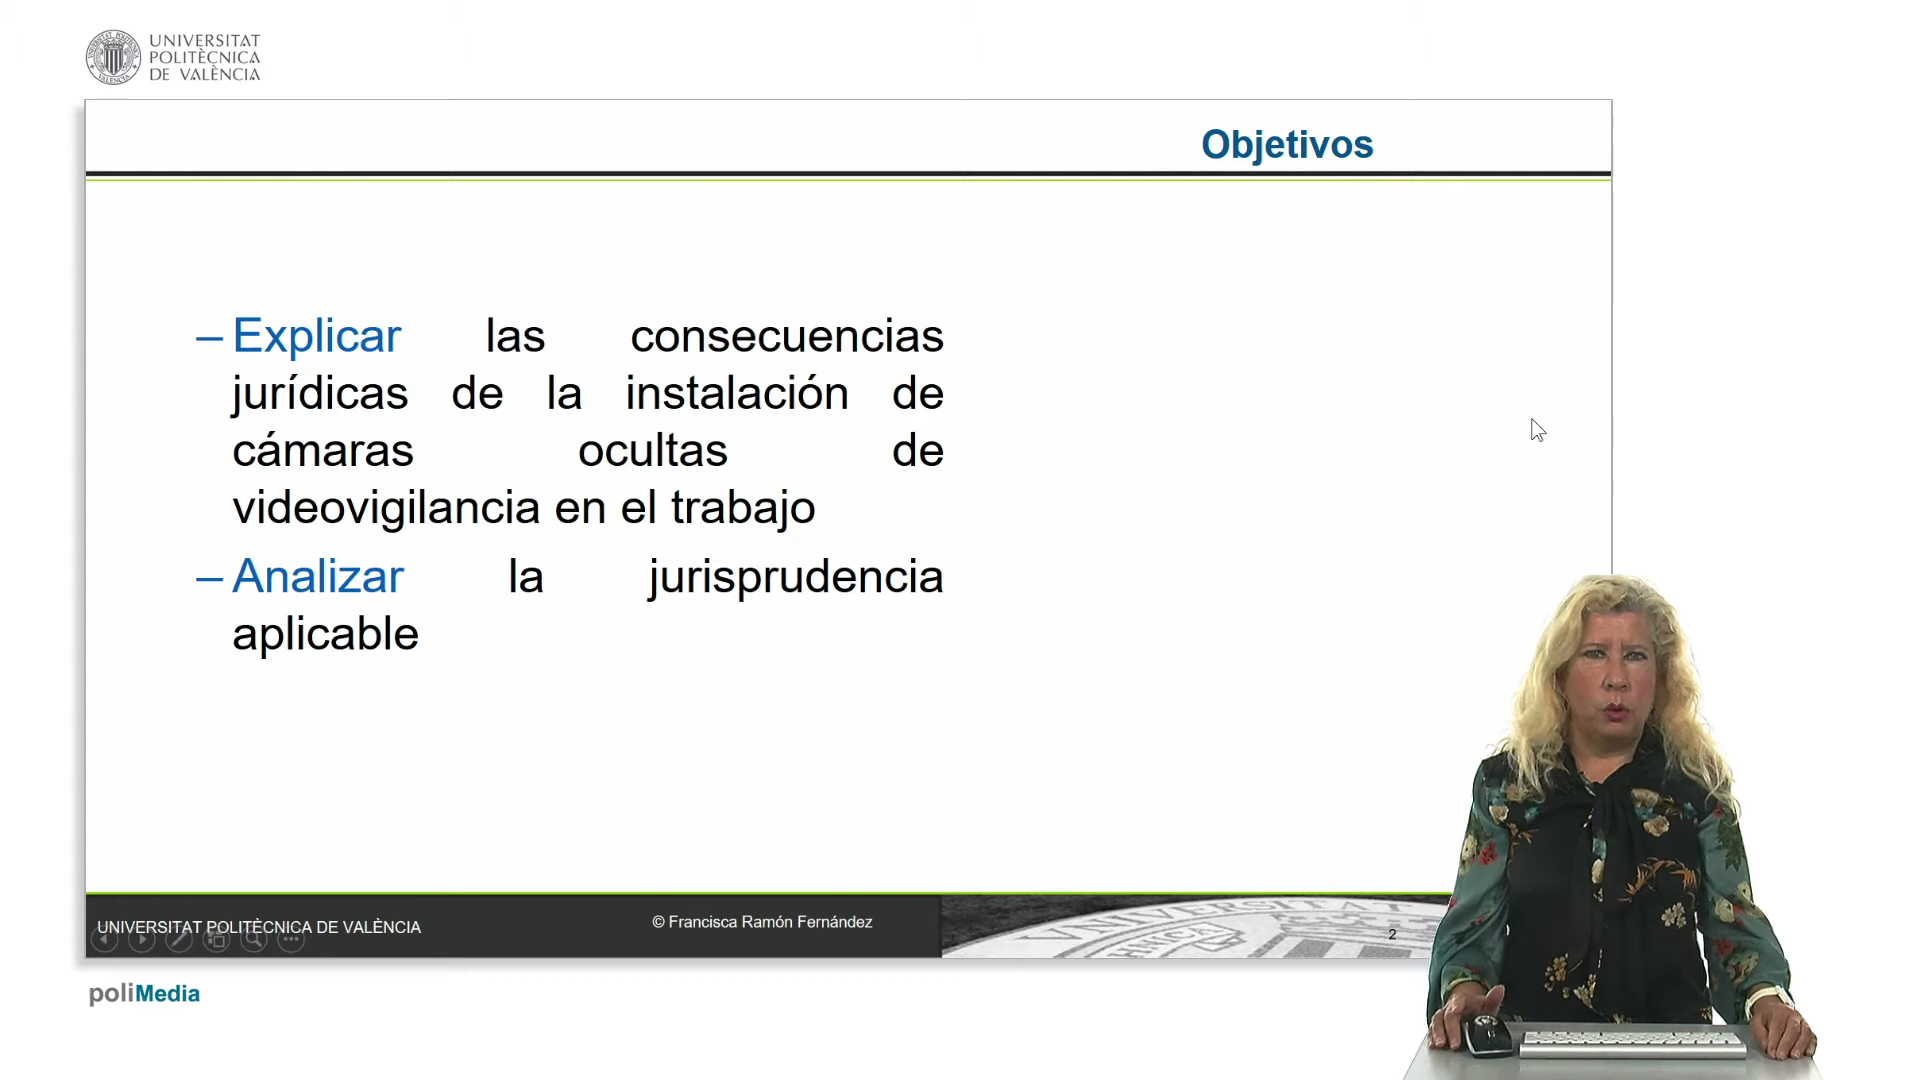 UNIVERSITAT
POLITÈCNICA
DE VALÈNCIA
Objetivos
– Explicar las consecuencias
jurídicas de la instalación de
cámaras ocultas de
videovigilancia en el trabajo
– Analizar la jurisprudencia
aplicable
UNIVERSITAT POLITÈCNICA DE VALÈNCIA
© Francisca Ramón Fernández
2
poliMedia